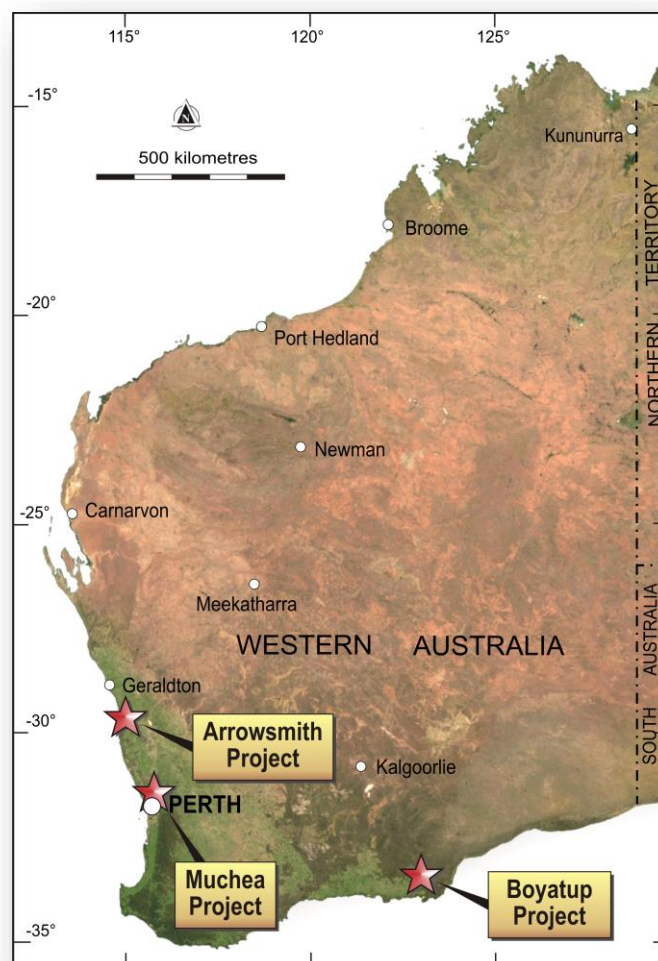 115°
120°
125°
-15°
N
500 kilometres
Kununurra
Broome
NORTHERN TERRITORY
-20°
Port Hedland
Newman
-25°
Carnarvon
Meekatharra
WESTERN AUSTRALIA
SOUTH AUSTRALIA
Geraldton
-30°
Arrowsmith
Project
Kalgoorlie
PERTH
Muchea
Project
Boyatup
Project
-35°